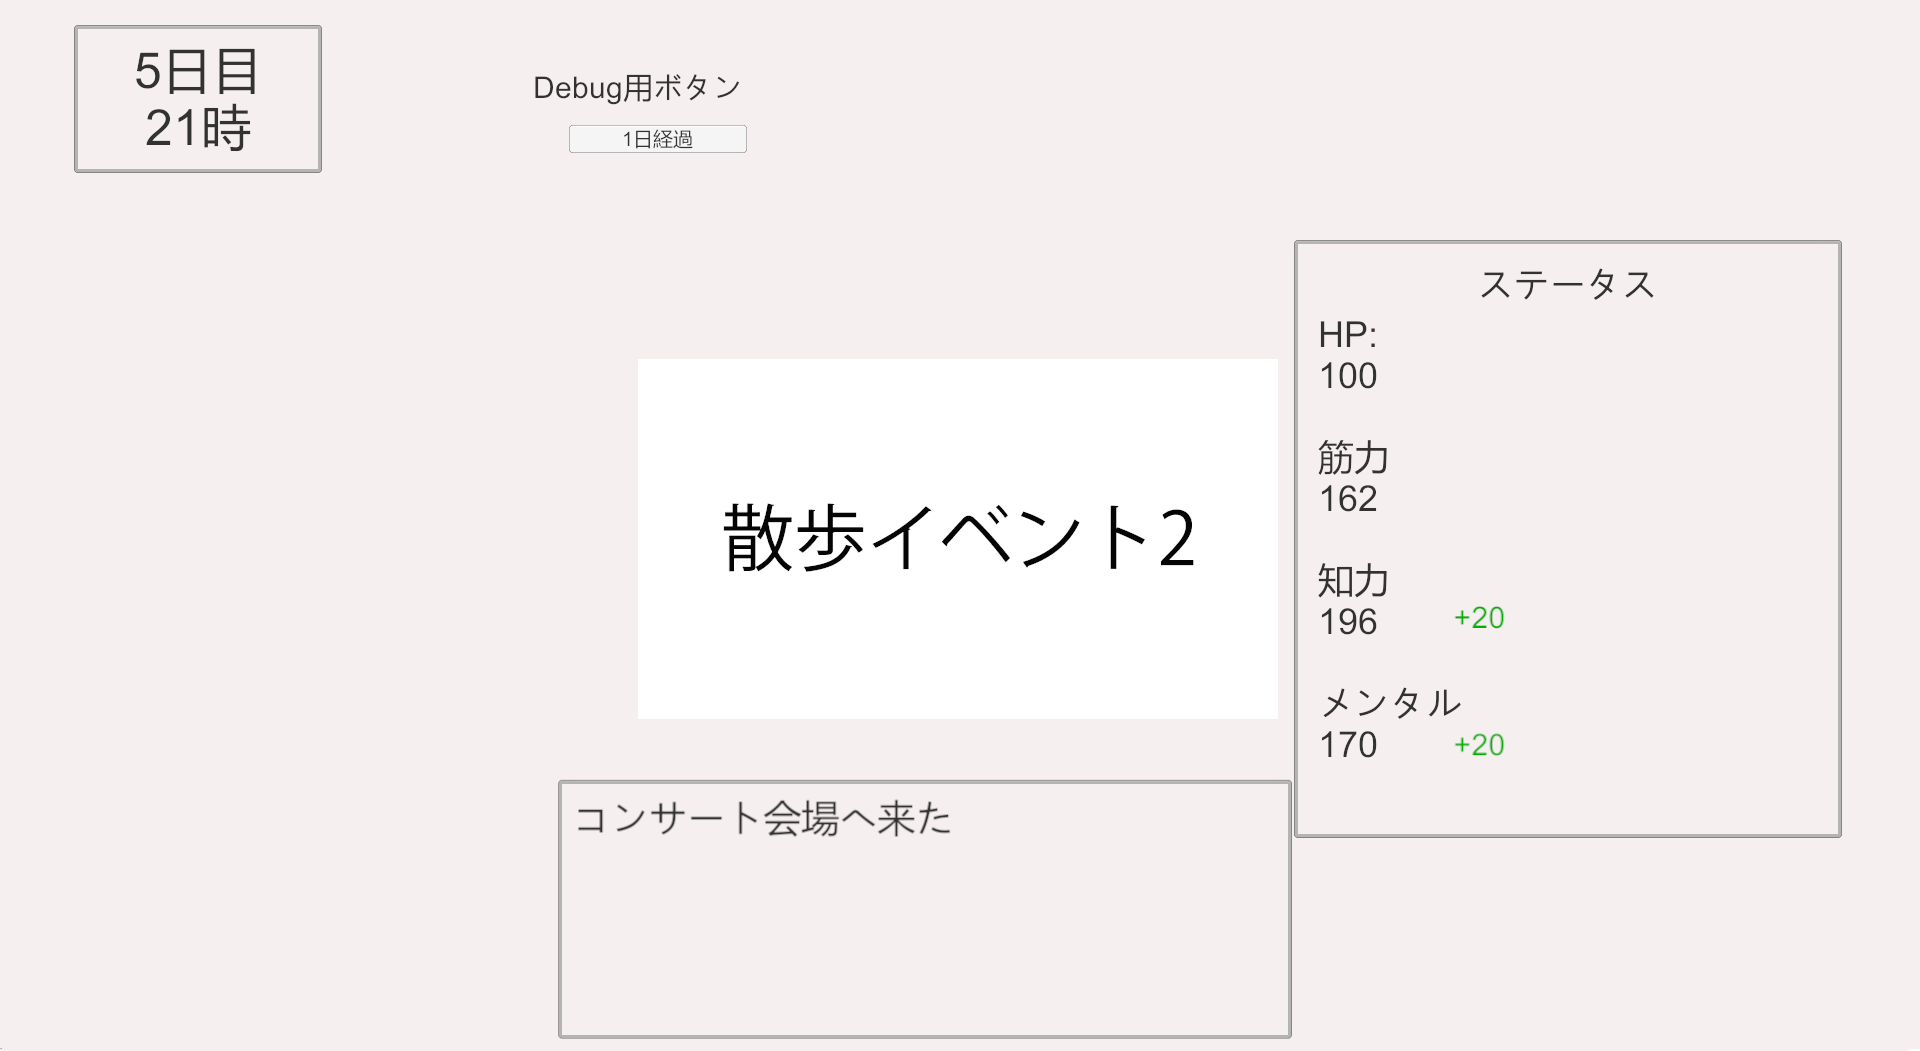 5日目
21時
Debug用ボタン
1日経過
散歩イベント2
ステータス
HP:
100
筋力
162
知力
196 +20
メンタル
170 +20
コンサート会場へ来た